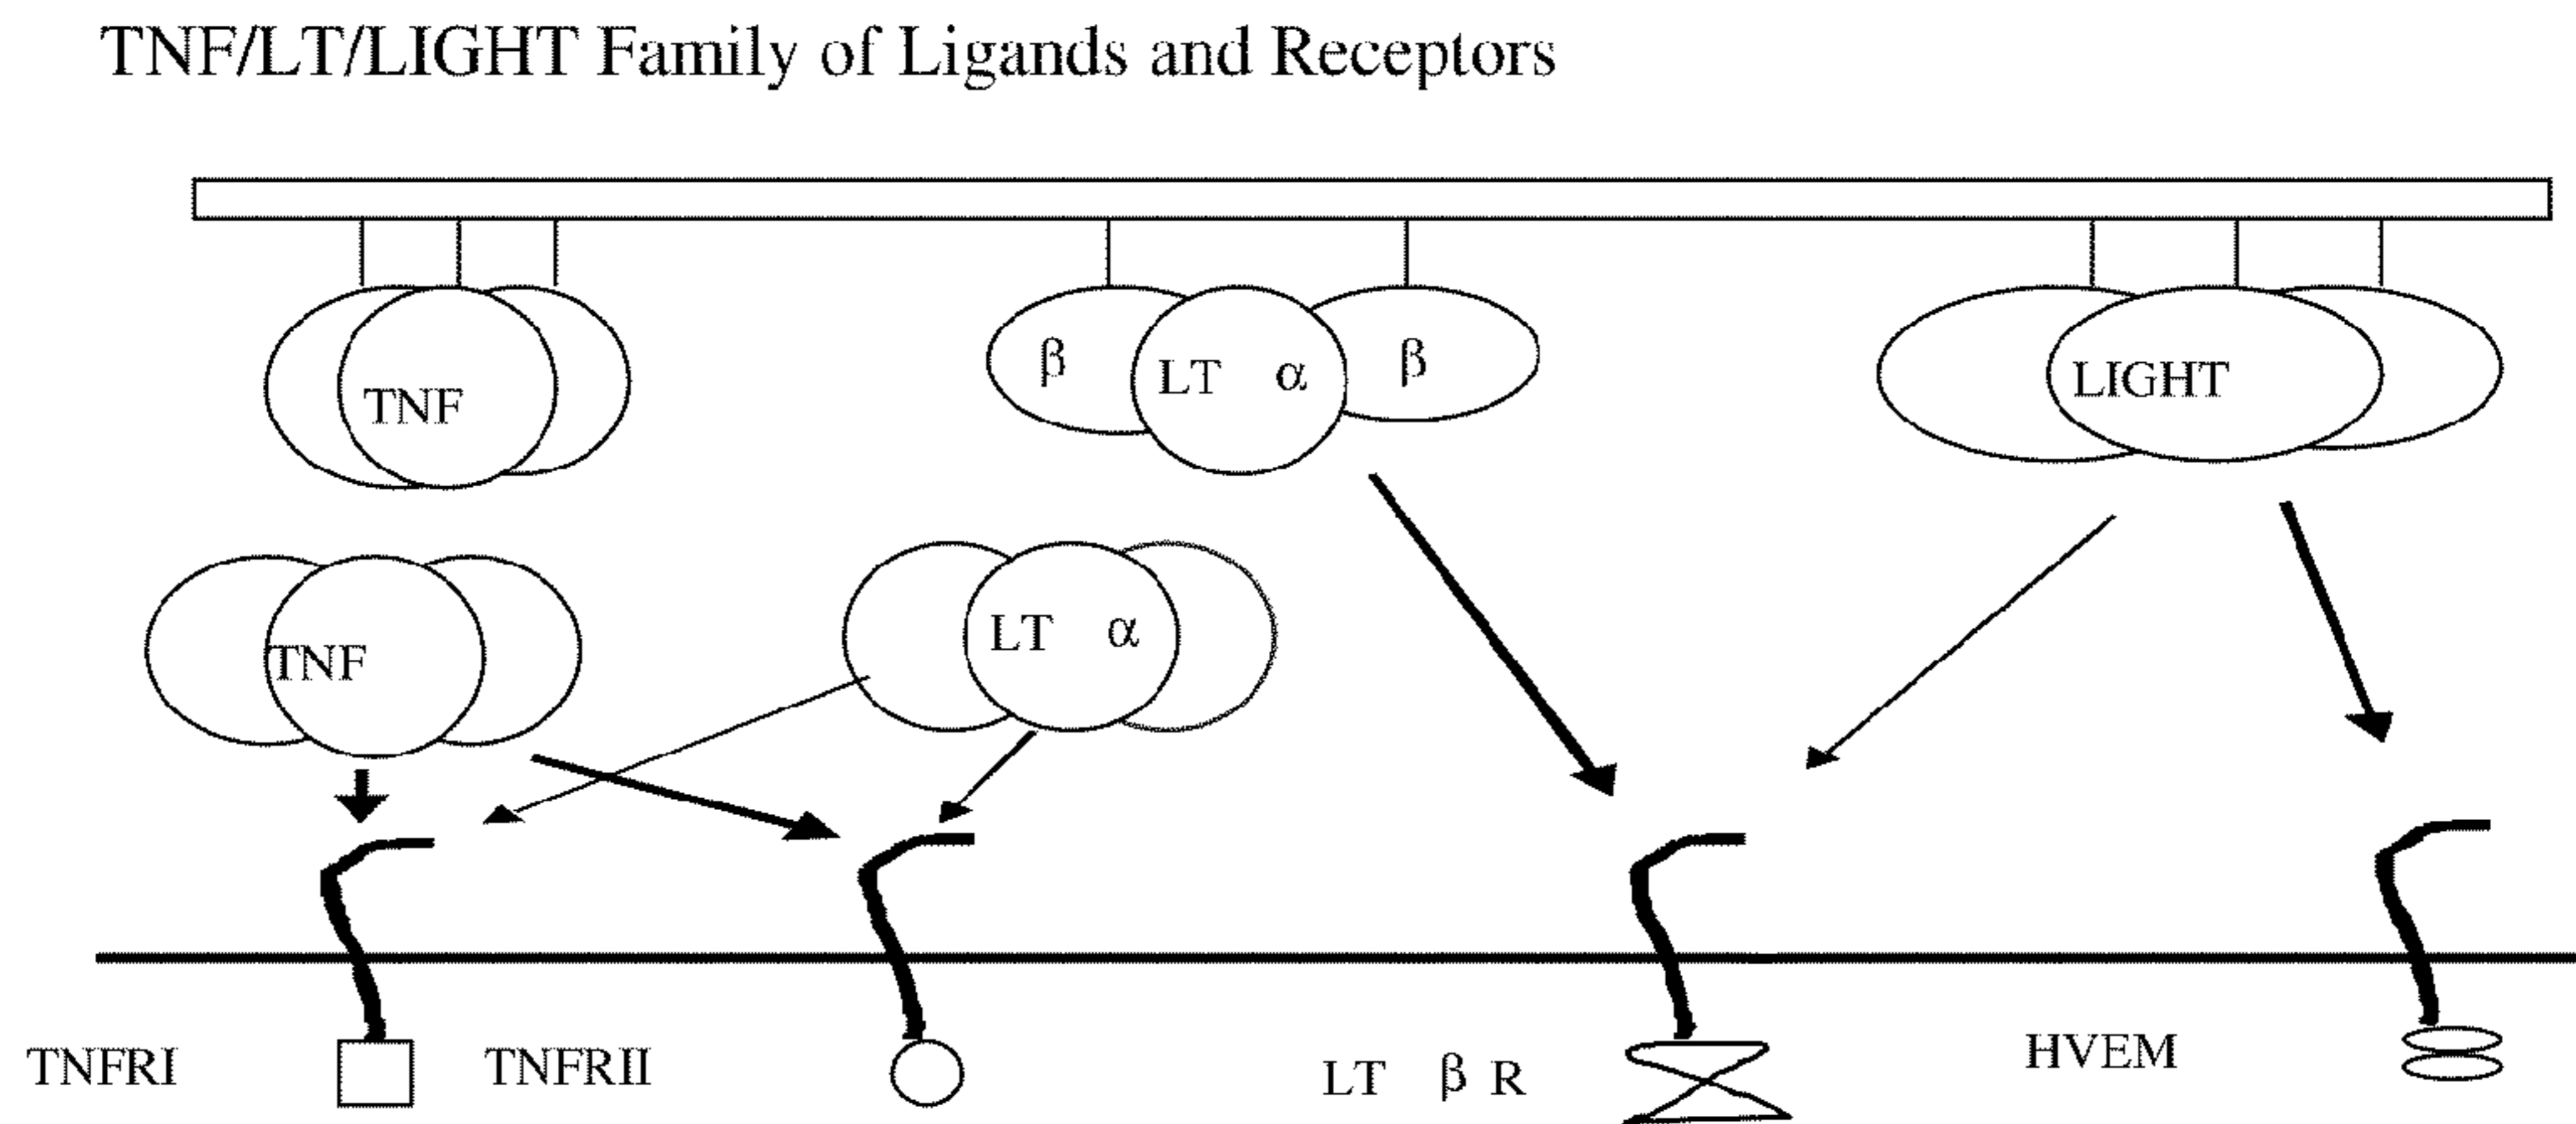 TNF/LT/LIGHT Family of Ligands and Receptors
TNF
β LT α β
LIGHT
TNF
LT α
TNFRI
TNFRII
LT β R
HVEM